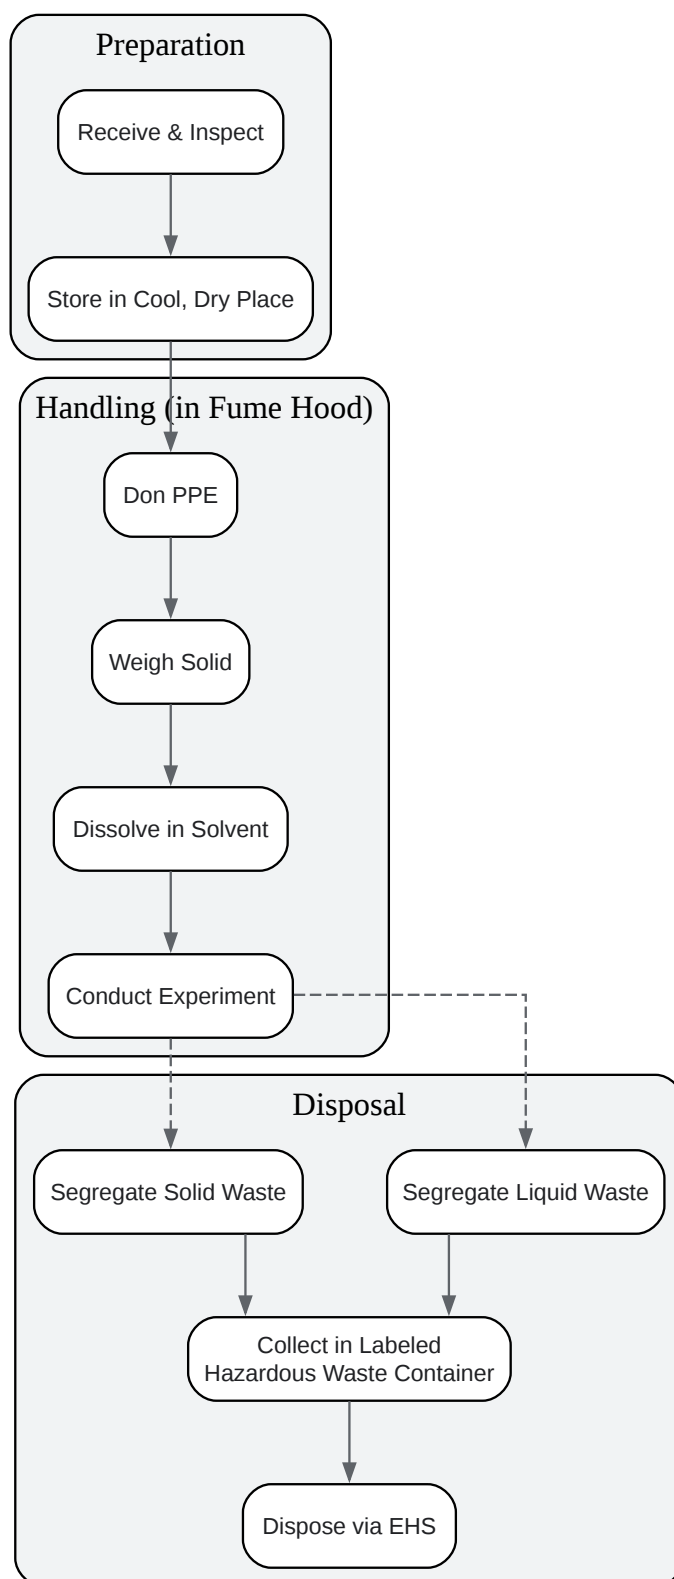 Preparation
Receive & Inspect
Store in Cool, Dry Place
Handling (in Fume Hood)
Don PPE
Weigh Solid
Dissolve in Solvent
Conduct Experiment
Disposal
Segregate Solid Waste
Segregate Liquid Waste
Collect in Labeled
Hazardous Waste Container
Dispose via EHS